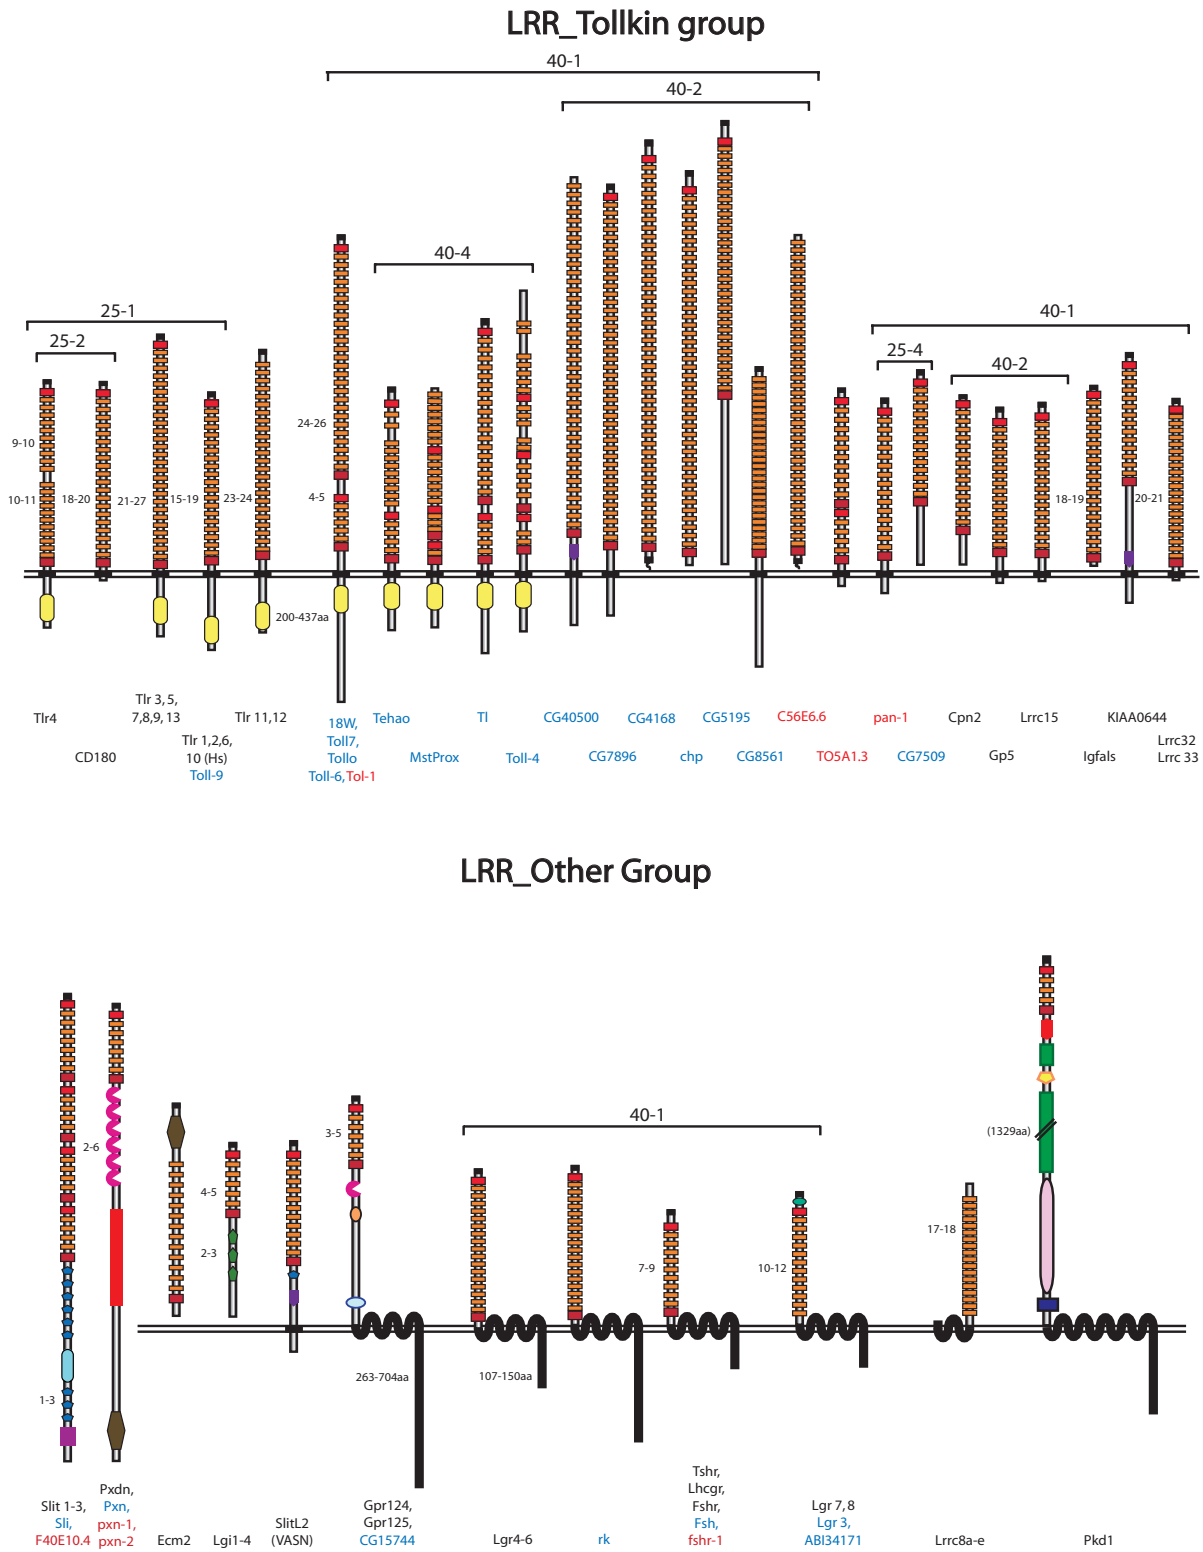 LRR_Tollkin group
40-1
40-2
40-4
25-1
25-2
40-1
25-4
40-2
9-10
10-11
18-20
21-27
15-19
23-24
24-26
4-5
18-19
20-21
200-437aa
Tlr4
CD180
Tlr 3, 5,
7,8,9, 13
Tlr 1,2,6,
10 (Hs)
Toll-9
Tlr 11,12
18W,
Toll7,
Tollo
Toll-6, Tol-1
Tehao
MstProx
Tl
Toll-4
CG40500
CG7896
CG4168
chp
CG5195
CG8561
C56E6.6
TO5A1.3
pan-1
CG7509
Cpn2
Gp5
Lrrc15
Igfals
KIAA0644
Lrrc32
Lrrc 33
LRR_Other Group
40-1
2-6
1-3
4-5
2-3
3-5
263-704aa
107-150aa
7-9
10-12
17-18
(1329aa)
Slit 1-3,
Sli,
F40E10.4
Pxdn,
Pxn,
pxn-1,
pxn-2
Ecm2
Lgi1-4
SlitL2
(VASN)
Gpr124,
Gpr125,
CG15744
Lgr4-6
rk
Tshr,
Lhcgr,
Fshr,
Fsh,
fshr-1
Lgr 7, 8
Lgr 3,
ABI34171
Lrrc8a-e
Pkd1